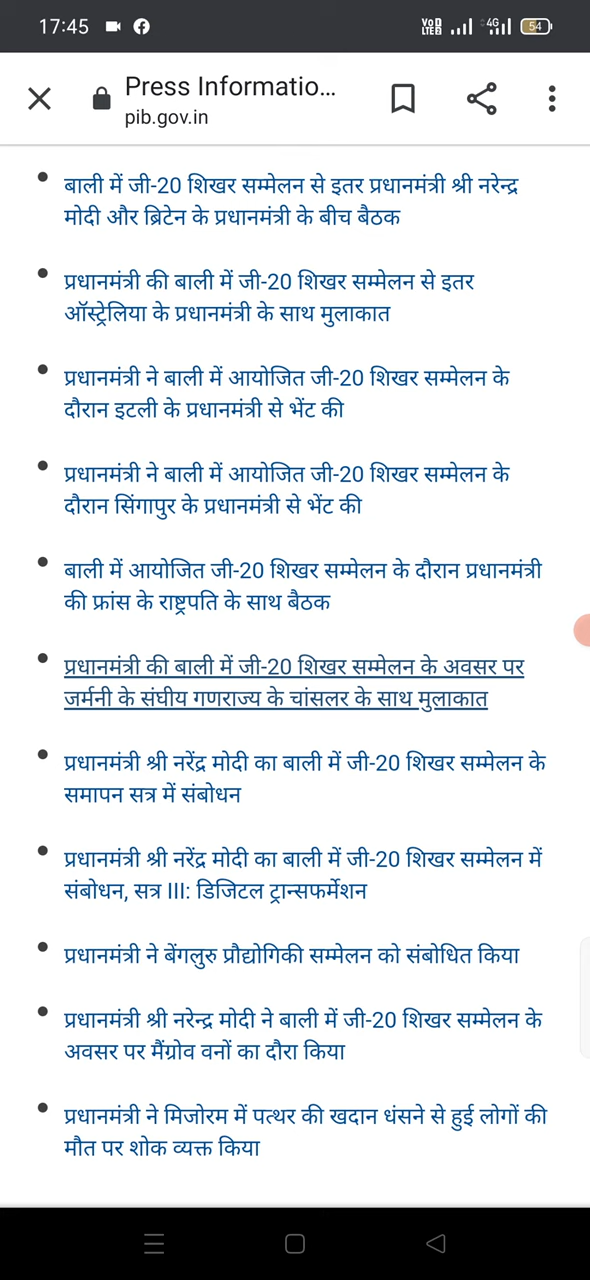 17:45
VoD LTE2 4G 54
Press Informatio...
pib.gov.in
बाली में जी-20 शिखर सम्मेलन से इतर प्रधानमंत्री श्री नरेन्द्र
मोदी और ब्रिटेन के प्रधानमंत्री के बीच बैठक
प्रधानमंत्री की बाली में जी-20 शिखर सम्मेलन से इतर
ऑस्ट्रेलिया के प्रधानमंत्री के साथ मुलाकात
प्रधानमंत्री ने बाली में आयोजित जी-20 शिखर सम्मेलन के
दौरान इटली के प्रधानमंत्री से भेंट की
प्रधानमंत्री ने बाली में आयोजित जी-20 शिखर सम्मेलन के
दौरान सिंगापुर के प्रधानमंत्री से भेंट की
बाली में आयोजित जी-20 शिखर सम्मेलन के दौरान प्रधानमंत्री
की फ्रांस के राष्ट्रपति के साथ बैठक
प्रधानमंत्री की बाली में जी-20 शिखर सम्मेलन के अवसर पर
जर्मनी के संघीय गणराज्य के चांसलर के साथ मुलाकात
प्रधानमंत्री श्री नरेंद्र मोदी का बाली में जी-20 शिखर सम्मेलन के
समापन सत्र में संबोधन
प्रधानमंत्री श्री नरेंद्र मोदी का बाली में जी-20 शिखर सम्मेलन में
संबोधन, सत्र III: डिजिटल ट्रान्सफर्मेशन
प्रधानमंत्री ने बेंगलुरु प्रौद्योगिकी सम्मेलन को संबोधित किया
प्रधानमंत्री श्री नरेन्द्र मोदी ने बाली में जी-20 शिखर सम्मेलन के
अवसर पर मैंग्रोव वनों का दौरा किया
प्रधानमंत्री ने मिजोरम में पत्थर की खदान धंसने से हुई लोगों की
मौत पर शोक व्यक्त किया